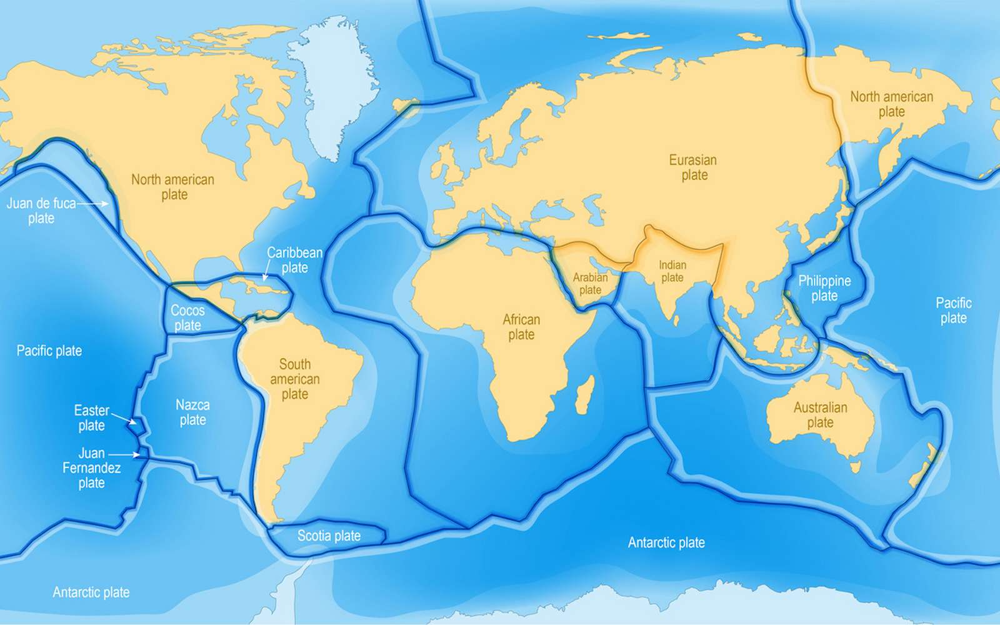 North american
plate
North american
plate
Eurasian
plate
Juan de fuca
plate
Caribbean
plate
Arabian
plate
Indian
plate
Philippine
plate
Cocos
plate
Pacific
plate
African
plate
Pacific plate
South
american
plate
Nazca
plate
Easter
plate
Australian
plate
Juan
Fernandez
plate
Scotia plate
Antarctic plate
Antarctic plate